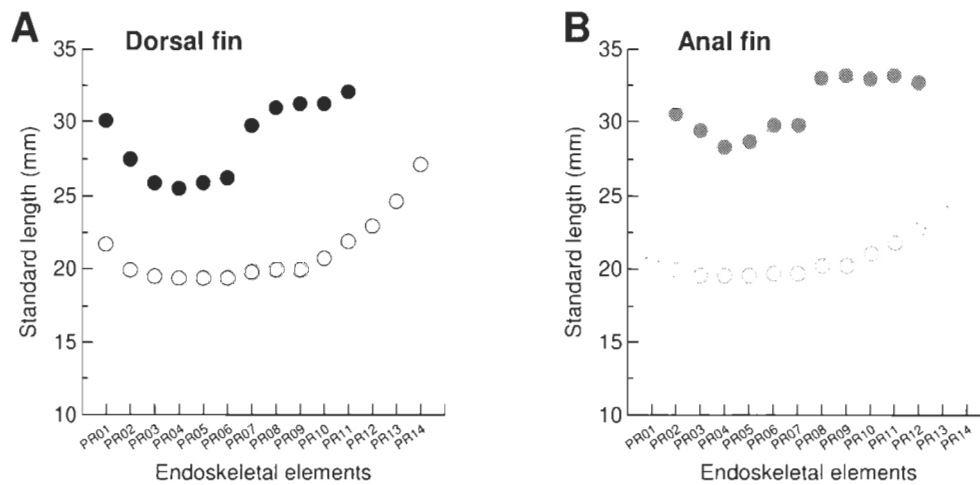 A
Dorsal fin
Standard length (mm)
35
30
25
20
15
10
PR01 PR02 PR03 PR04 PR05 PR06 PR07 PR08 PR09 PR10 PR11 PR12 PR13 PR14
Endoskeletal elements
B
Anal fin
Standard length (mm)
35
30
25
20
15
10
PR01 PR02 PR03 PR04 PR05 PR06 PR07 PR08 PR09 PR10 PR11 PR12 PR13 PR14
Endoskeletal elements